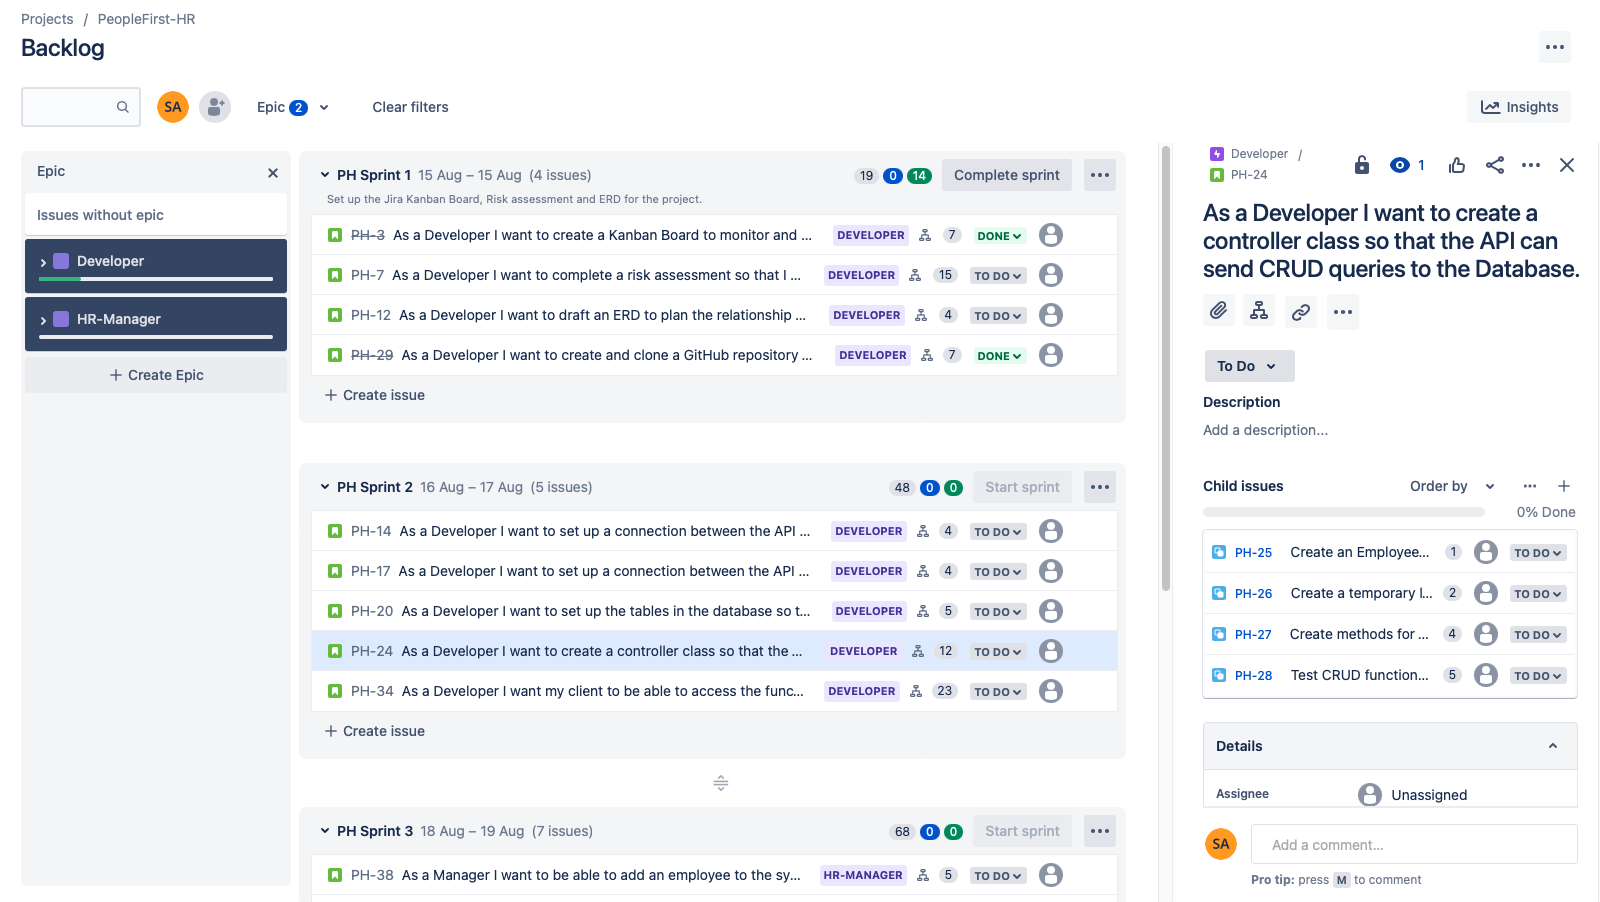 Projects / PeopleFirst-HR
Backlog
SA
Epic 2
Clear filters
Insights
Epic
Issues without epic
Developer
HR-Manager
+ Create Epic
PH Sprint 1 15 Aug – 15 Aug (4 issues) 19 0 14 Complete sprint
Set up the Jira Kanban Board, Risk assessment and ERD for the project.
PH-3 As a Developer I want to create a Kanban Board to monitor and ... DEVELOPER 7 DONE
PH-7 As a Developer I want to complete a risk assessment so that I ... DEVELOPER 15 TO DO
PH-12 As a Developer I want to draft an ERD to plan the relationship ... DEVELOPER 4 TO DO
PH-29 As a Developer I want to create and clone a GitHub repository ... DEVELOPER 7 DONE
+ Create issue
PH Sprint 2 16 Aug – 17 Aug (5 issues) 48 0 0 Start sprint
PH-14 As a Developer I want to set up a connection between the API ... DEVELOPER 4 TO DO
PH-17 As a Developer I want to set up a connection between the API ... DEVELOPER 4 TO DO
PH-20 As a Developer I want to set up the tables in the database so t... DEVELOPER 5 TO DO
PH-24 As a Developer I want to create a controller class so that the ... DEVELOPER 12 TO DO
PH-34 As a Developer I want my client to be able to access the func... DEVELOPER 23 TO DO
+ Create issue
PH Sprint 3 18 Aug – 19 Aug (7 issues) 68 0 0 Start sprint
PH-38 As a Manager I want to be able to add an employee to the sy... HR-MANAGER 5 TO DO
Developer /
PH-24
1
As a Developer I want to create a
controller class so that the API can
send CRUD queries to the Database.
To Do
Description
Add a description...
Child issues Order by
0% Done
PH-25 Create an Employee... 1 TO DO
PH-26 Create a temporary l... 2 TO DO
PH-27 Create methods for ... 4 TO DO
PH-28 Test CRUD function... 5 TO DO
Details
Assignee Unassigned
SA Add a comment...
Pro tip: press M to comment